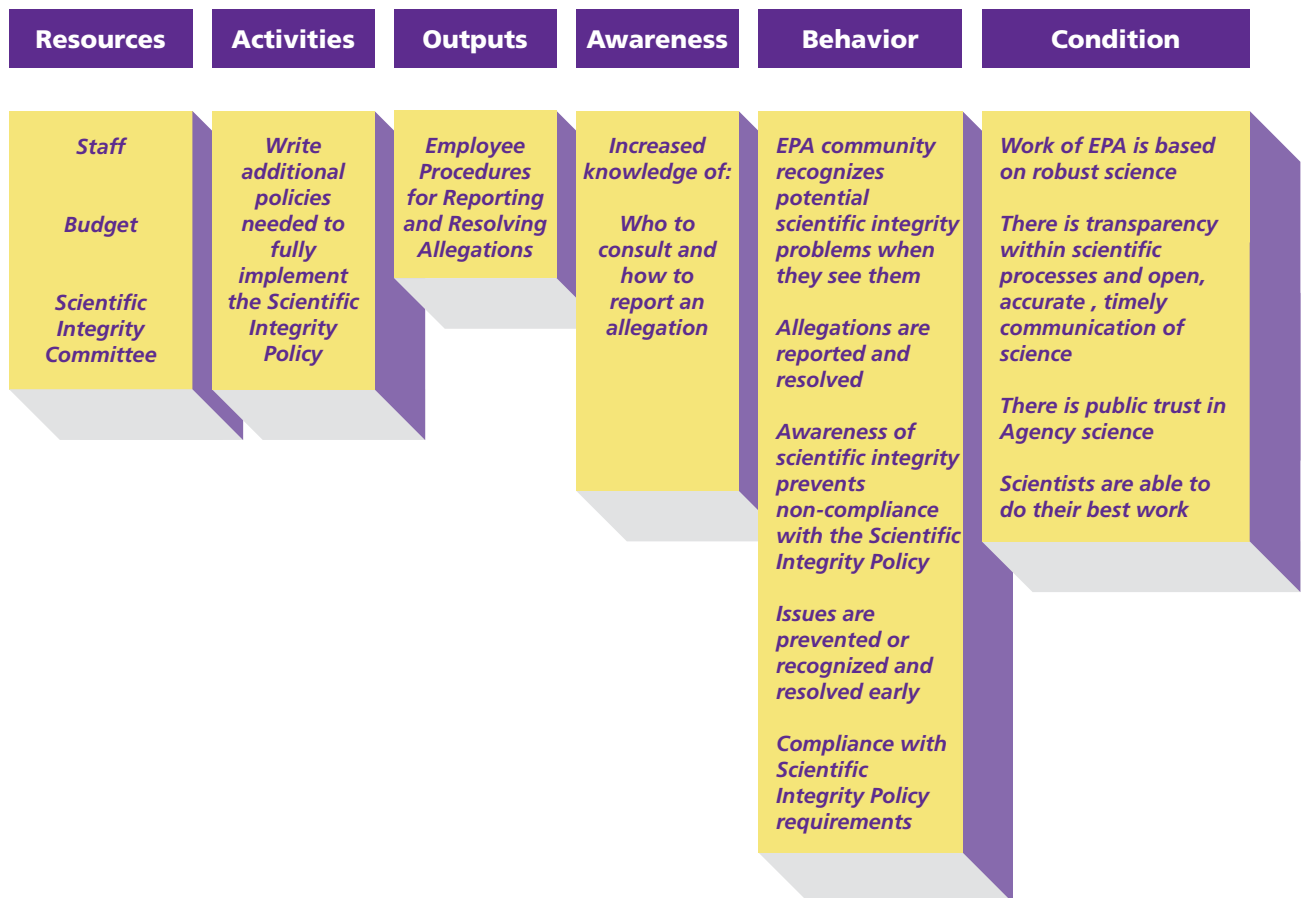 Resources
Activities
Outputs
Awareness
Behavior
Condition
Staff
Budget
Scientific
Integrity
Committee
Write
additional
policies
needed to
fully
implement
the Scientific
Integrity
Policy
Employee
Procedures
for Reporting
and Resolving
Allegations
Increased
knowledge of:
Who to
consult and
how to
report an
allegation
EPA community
recognizes
potential
scientific integrity
problems when
they see them
Allegations are
reported and
resolved
Awareness of
scientific integrity
prevents
non-compliance
with the Scientific
Integrity Policy
Issues are
prevented or
recognized and
resolved early
Compliance with
Scientific
Integrity Policy
requirements
Work of EPA is based
on robust science
There is transparency
within scientific
processes and open,
accurate , timely
communication of
science
There is public trust in
Agency science
Scientists are able to
do their best work